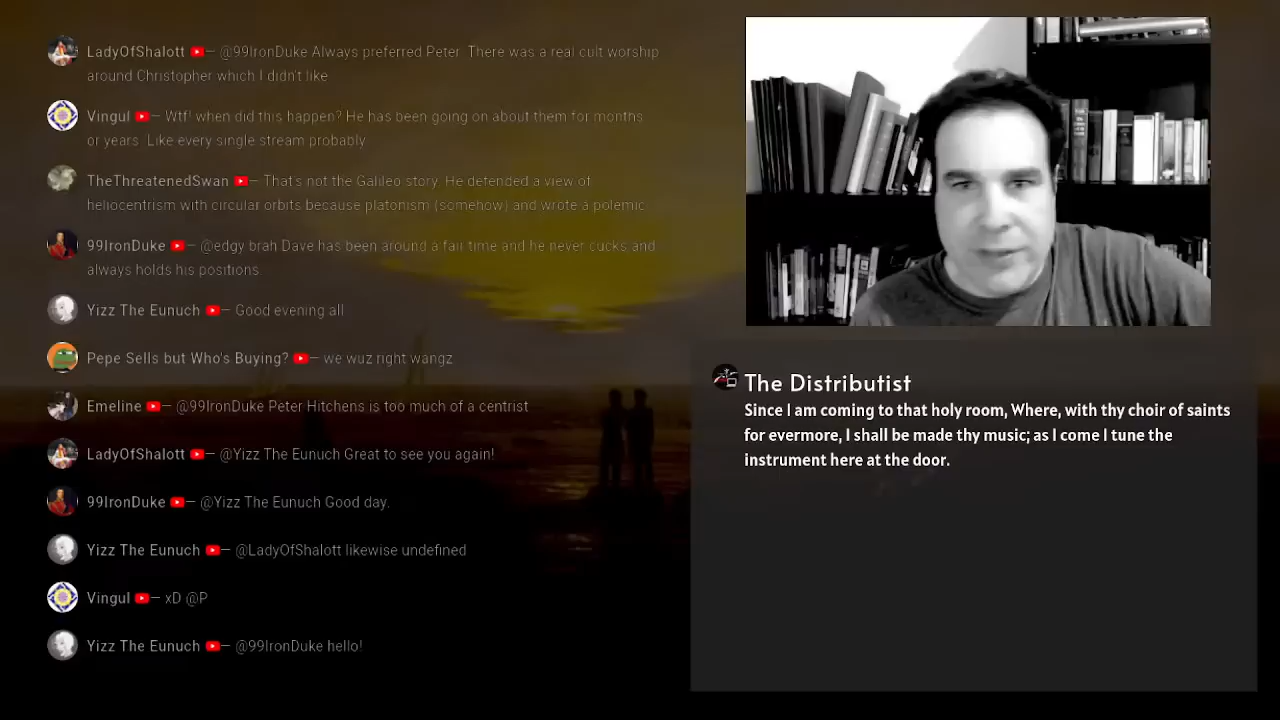 LadyOfShalott — @99IronDuke Always preferred Peter. There was a real cult worship
around Christopher which I didn't like
Vingul — Wtf! when did this happen? He has been going on about them for months
or years. Like every single stream probably
TheThreatenedSwan — That's not the Galileo story. He defended a view of
heliocentrism with circular orbits because platonism (somehow) and wrote a polemic
99IronDuke — @edgy brah Dave has been around a fair time and he never cucks and
always holds his positions.
Yizz The Eunuch — Good evening all
Pepe Sells but Who's Buying? — we wuz right wangz
Emeline — @99IronDuke Peter Hitchens is too much of a centrist
LadyOfShalott — @Yizz The Eunuch Great to see you again!
99IronDuke — @Yizz The Eunuch Good day.
Yizz The Eunuch — @LadyOfShalott likewise undefined
Vingul — xD @P
Yizz The Eunuch — @99IronDuke hello!
The Distributist
Since I am coming to that holy room, Where, with thy choir of saints
for evermore, I shall be made thy music; as I come I tune the
instrument here at the door.